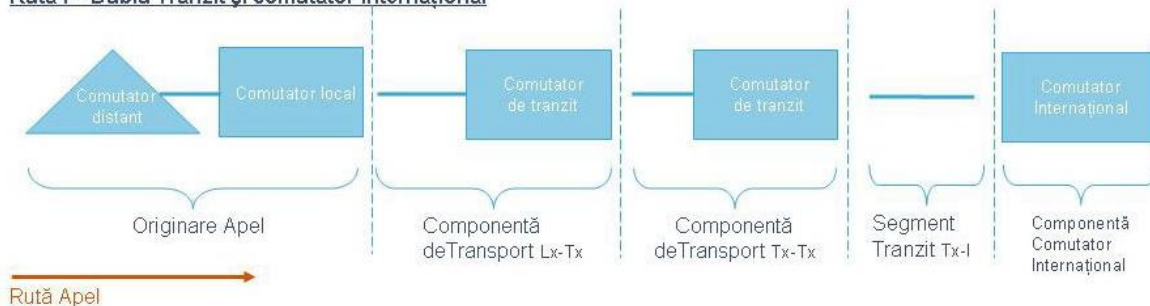 Comutator
distant
Comutator local
Comutator
de tranzit
Comutator
de tranzit
Comutator
Internațional
Originare Apel
Componentă
deTransport Lx-Tx
Componentă
deTransport Tx-Tx
Segment
Tranzit Tx-I
Componentă
Comutator
Internațional
Rută Apel